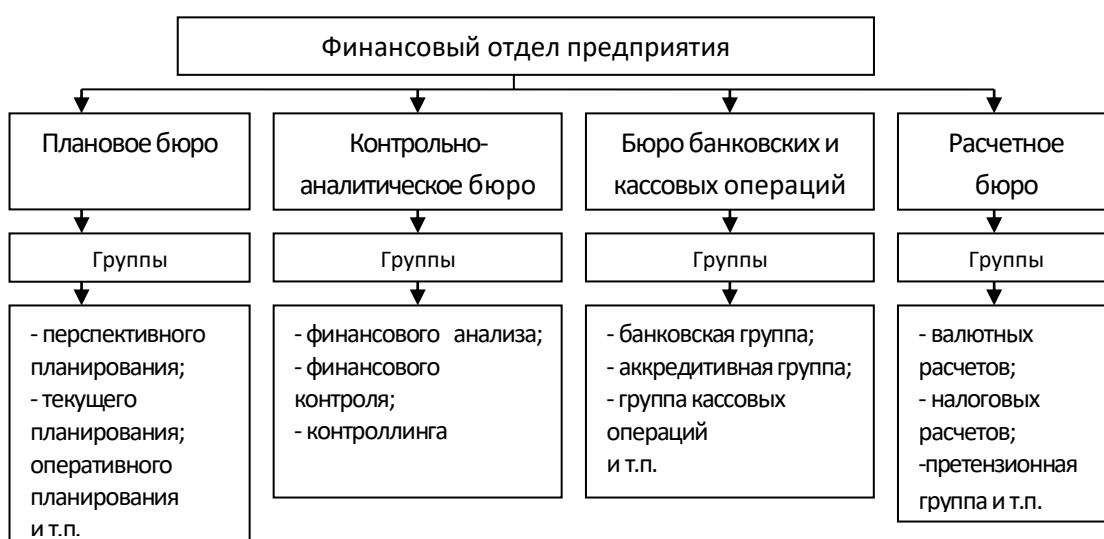 Финансовый отдел предприятия
Плановое бюро
Контрольно-
аналитическое бюро
Бюро банковских и
кассовых операций
Расчетное
бюро
Группы
Группы
Группы
Группы
- перспективного
планирования;
- текущего
планирования;
оперативного
планирования
и т.п.
- финансового анализа;
- финансового
контроля;
- контроллинга
- банковская группа;
- аккредитивная группа;
- группа кассовых
операций
и т.п.
- валютных
расчетов;
- налоговых
расчетов;
-претензионная
группа и т.п.